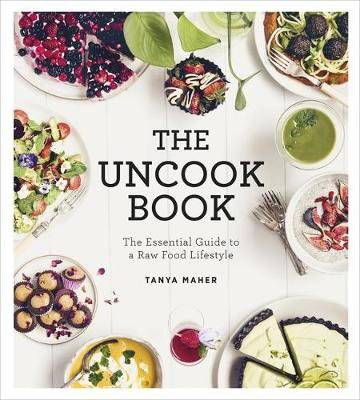 THE
UNCOOK
BOOK
The Essential Guide to
a Raw Food Lifestyle
TANYA MAHER